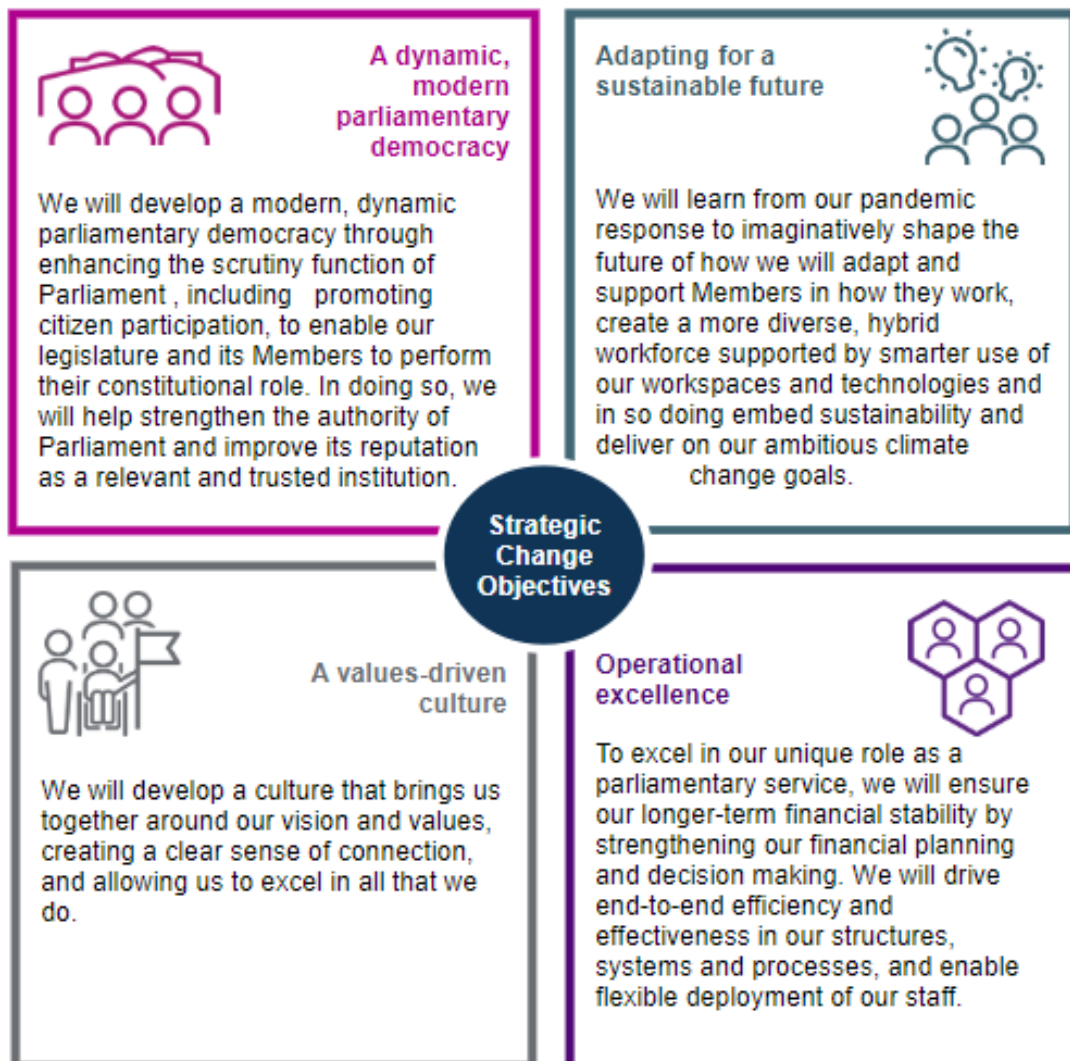 A dynamic,
modern
parliamentary
democracy
We will develop a modern, dynamic
parliamentary democracy through
enhancing the scrutiny function of
Parliament , including   promoting
citizen participation, to enable our
legislature and its Members to perform
their constitutional role. In doing so, we
will help strengthen the authority of
Parliament and improve its reputation
as a relevant and trusted institution.
Adapting for a
sustainable future
We will learn from our pandemic
response to imaginatively shape the
future of how we will adapt and
support Members in how they work,
create a more diverse, hybrid
workforce supported by smarter use of
our workspaces and technologies and
in so doing embed sustainability and
deliver on our ambitious climate
change goals.
Strategic
Change
Objectives
A values-driven
culture
We will develop a culture that brings us
together around our vision and values,
creating a clear sense of connection,
and allowing us to excel in all that we
do.
Operational
excellence
To excel in our unique role as a
parliamentary service, we will ensure
our longer-term financial stability by
strengthening our financial planning
and decision making. We will drive
end-to-end efficiency and
effectiveness in our structures,
systems and processes, and enable
flexible deployment of our staff.